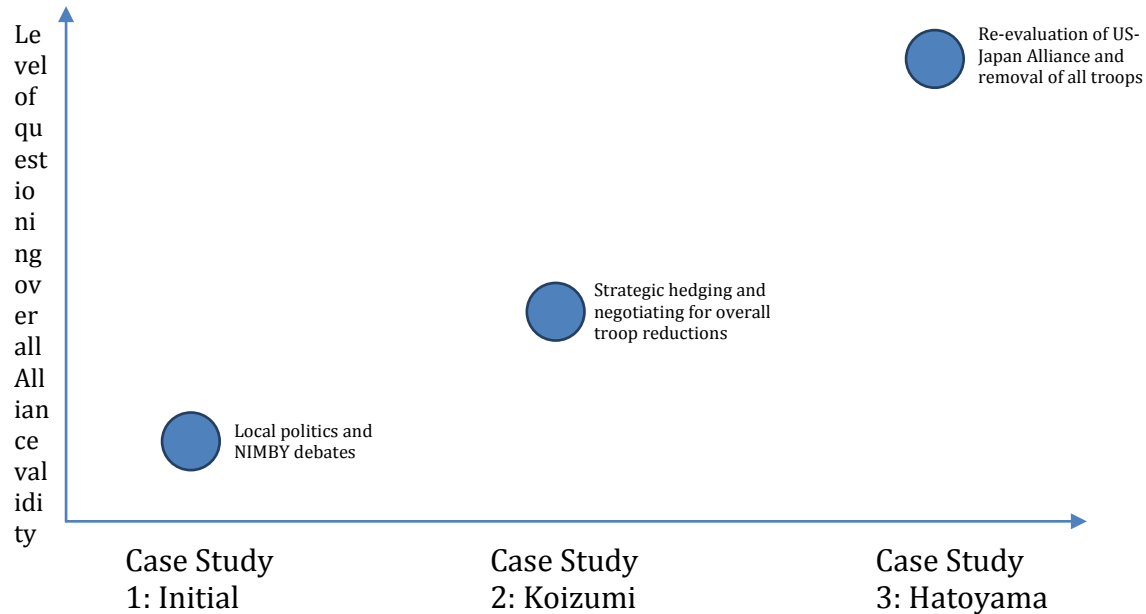 Le
vel
of
qu
est
io
ni
ng
ov
er
all
All
ian
ce
val
idi
ty
Re-evaluation of US-
Japan Alliance and
removal of all troops
Strategic hedging and
negotiating for overall
troop reductions
Local politics and
NIMBY debates
Case Study
1: Initial
Case Study
2: Koizumi
Case Study
3: Hatoyama